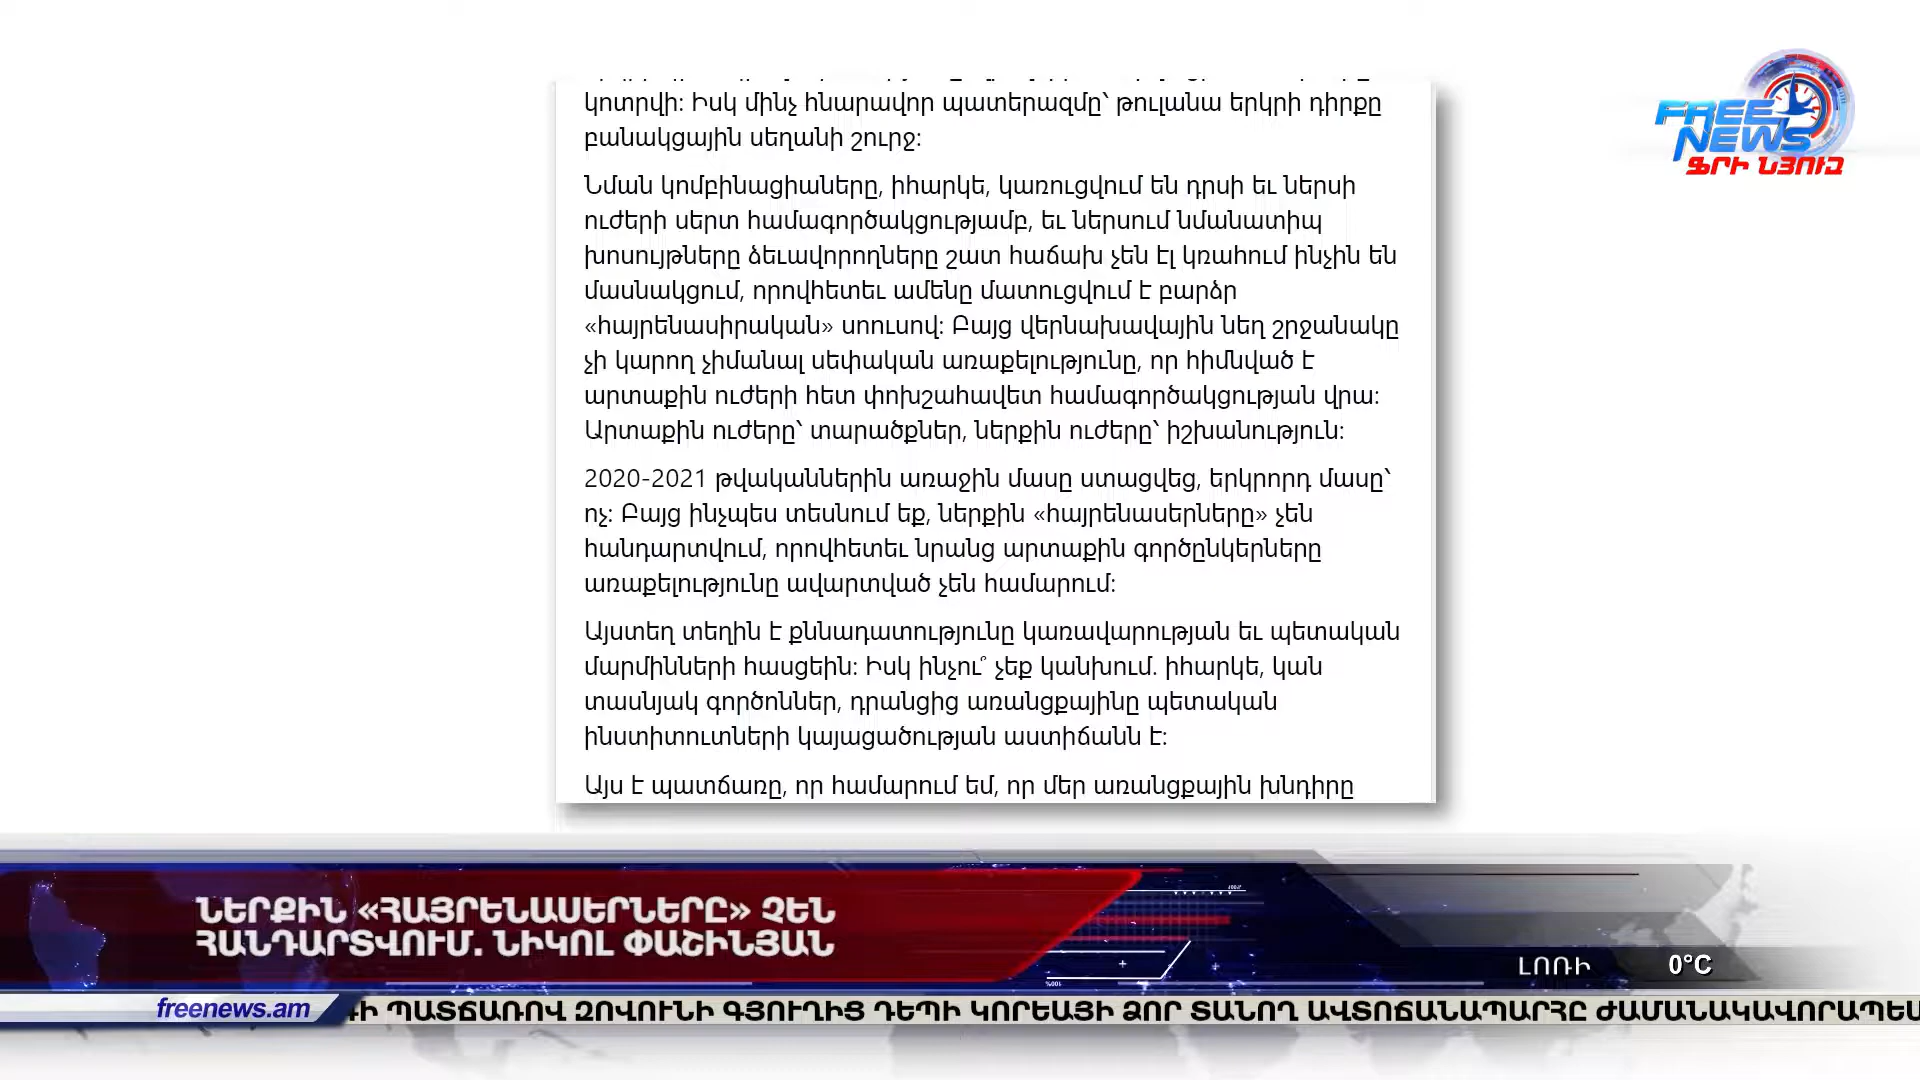 կոտրվի։ Իսկ մինչ հնարավոր պատերազմը՝ թուլանա երկրի դիրքը
բանակցային սեղանի շուրջ։
Նման կոմբինացիաները, իհարկե, կառուցվում են դրսի եւ ներսի
ուժերի սերտ համագործակցությամբ, եւ ներսում նմանատիպ
խոսույթները ձեւավորողները շատ հաճախ չեն էլ կռահում ինչին են
մասնակցում, որովհետեւ ամենը մատուցվում է բարձր
«հայրենասիրական» սոուսով։ Բայց վերնախավային նեղ շրջանակը
չի կարող չիմանալ սեփական առաքելությունը, որ հիմնված է
արտաքին ուժերի հետ փոխշահավետ համագործակցության վրա։
Արտաքին ուժերը՝ տարածքներ, ներքին ուժերը՝ իշխանություն։
2020-2021 թվականներին առաջին մասը ստացվեց, երկրորդ մասը՝
ոչ։ Բայց ինչպես տեսնում եք, ներքին «հայրենասերները» չեն
հանդարտվում, որովհետեւ նրանց արտաքին գործընկերները
առաքելությունը ավարտված չեն համարում։
Այստեղ տեղին է քննադատությունը կառավարության եւ պետական
մարմինների հասցեին։ Իսկ ինչու՞ չեք կանխում. իհարկե, կան
տասնյակ գործոններ, դրանցից առանցքայինը պետական
ինստիտուտների կայացածության աստիճանն է։
Այս է պատճառը, որ համարում եմ, որ մեր առանցքային խնդիրը
FREE
NEWS
ՖՐԻ ՆՅՈՒԶ
ՆԵՐՔԻՆ «ՀԱՅՐԵՆԱՍԵՐՆԵՐԸ» ՉԵՆ
ՀԱՆԴԱՐՏՎՈՒՄ. ՆԻԿՈԼ ՓԱՇԻՆՅԱՆ
ԼՈՌԻ 0°C
freenews.am ՊԱՏՃԱՌՈՎ ԶՈՎՈՒՆԻ ԳՅՈՒՂԻՑ ԴԵՊԻ ԿՈՐԵԱՅԻ ՁՈՐ ՏԱՆՈՂ ԱՎՏՈՃԱՆԱՊԱՐՀԸ ԺԱՄԱՆԱԿԱՎՈՐԱՊԵՍ